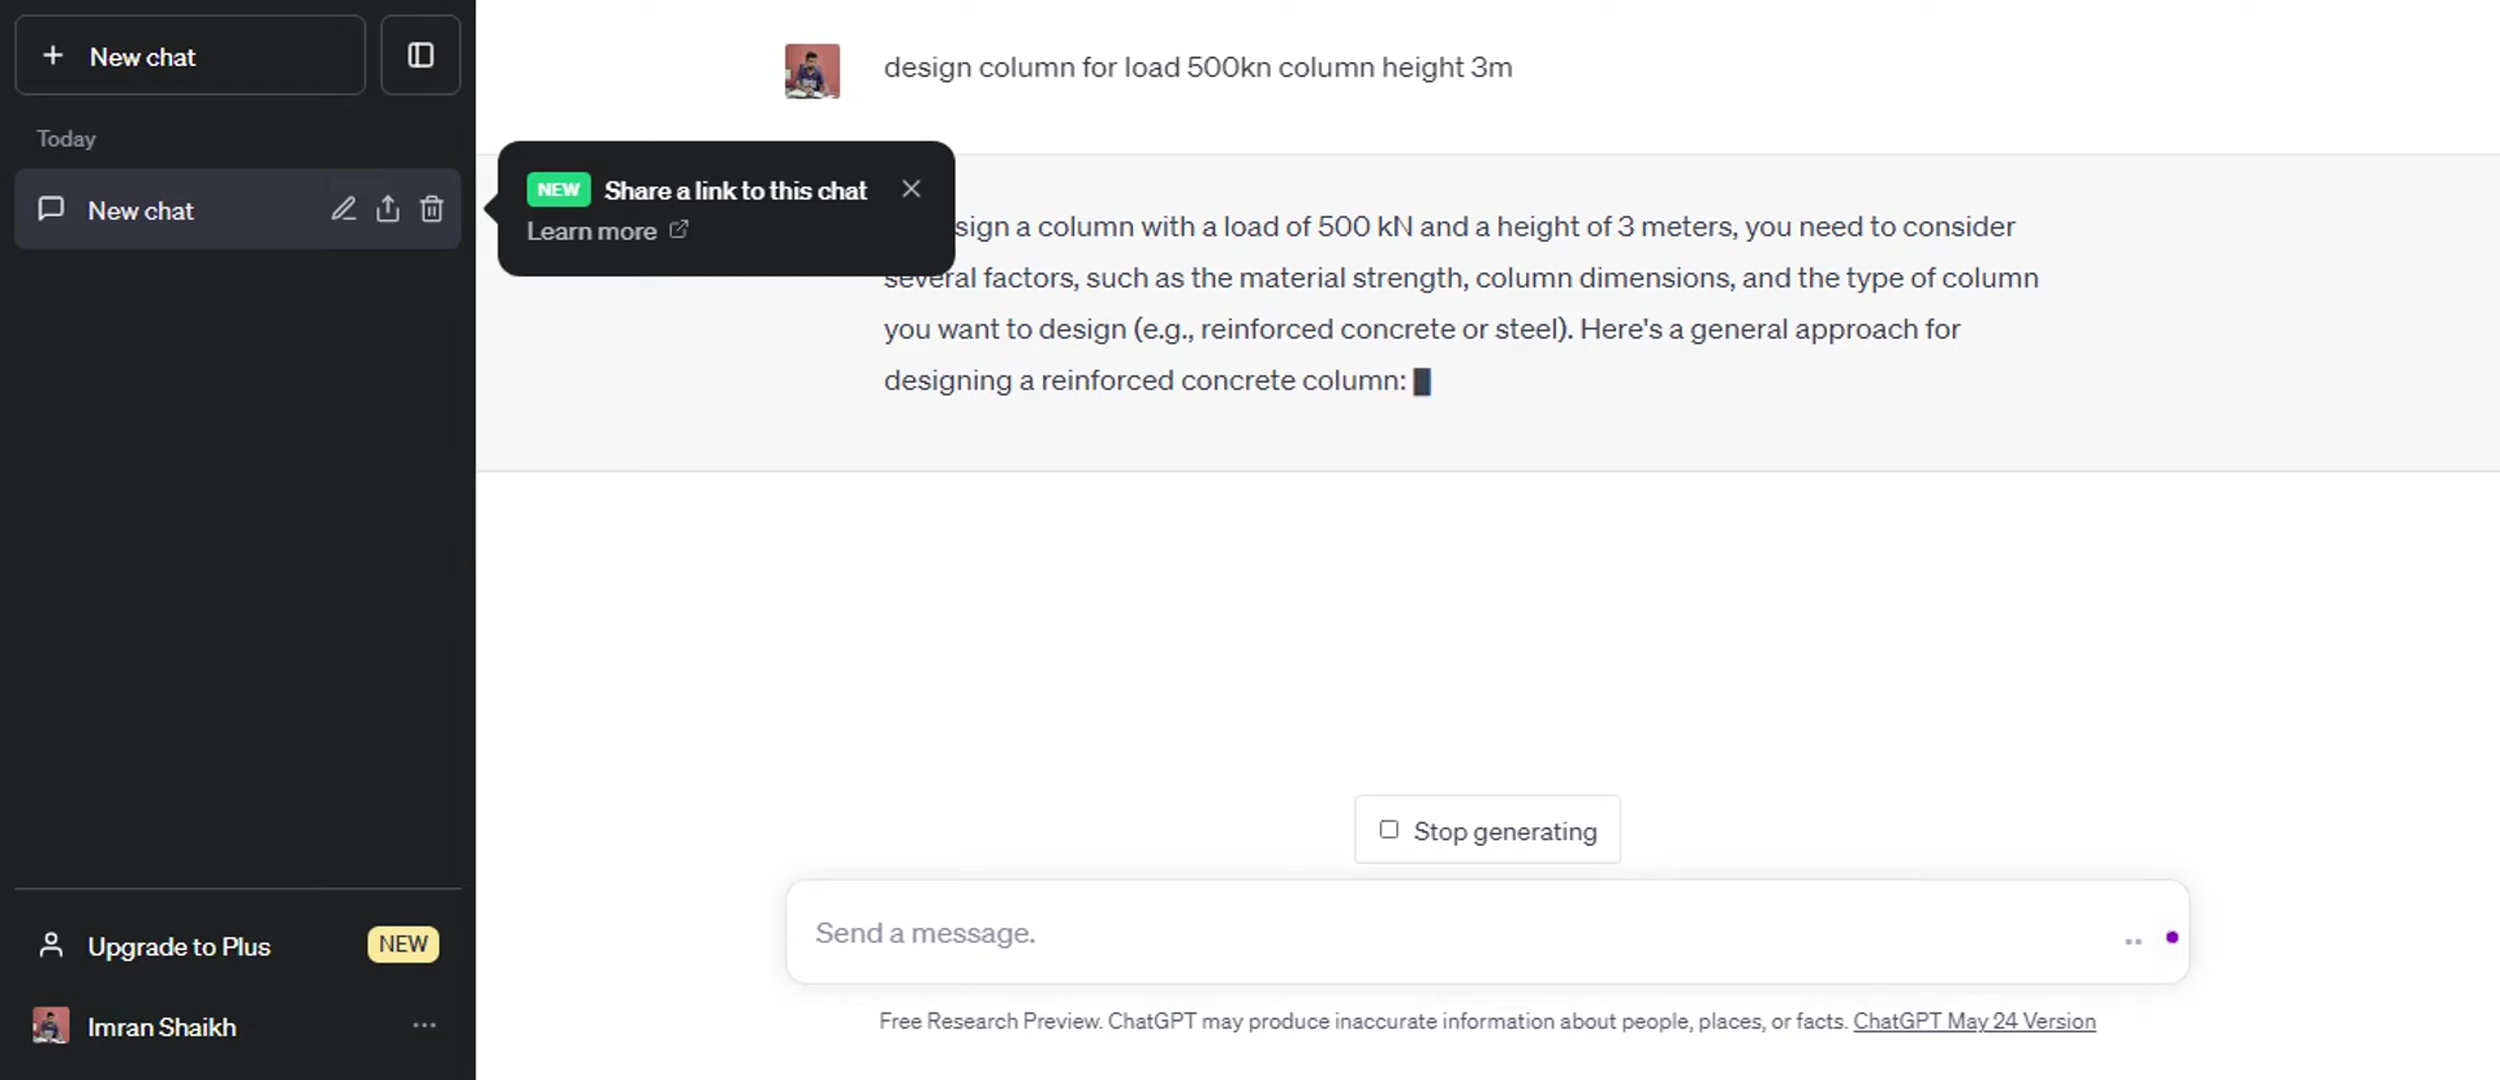 New chat
Today
New chat
NEW Share a link to this chat
Learn more
design column for load 500kn column height 3m
sign a column with a load of 500 kN and a height of 3 meters, you need to consider
several factors, such as the material strength, column dimensions, and the type of column
you want to design (e.g., reinforced concrete or steel). Here's a general approach for
designing a reinforced concrete column:
Stop generating
Send a message.
Free Research Preview. ChatGPT may produce inaccurate information about people, places, or facts. ChatGPT May 24 Version
Upgrade to Plus NEW
Imran Shaikh